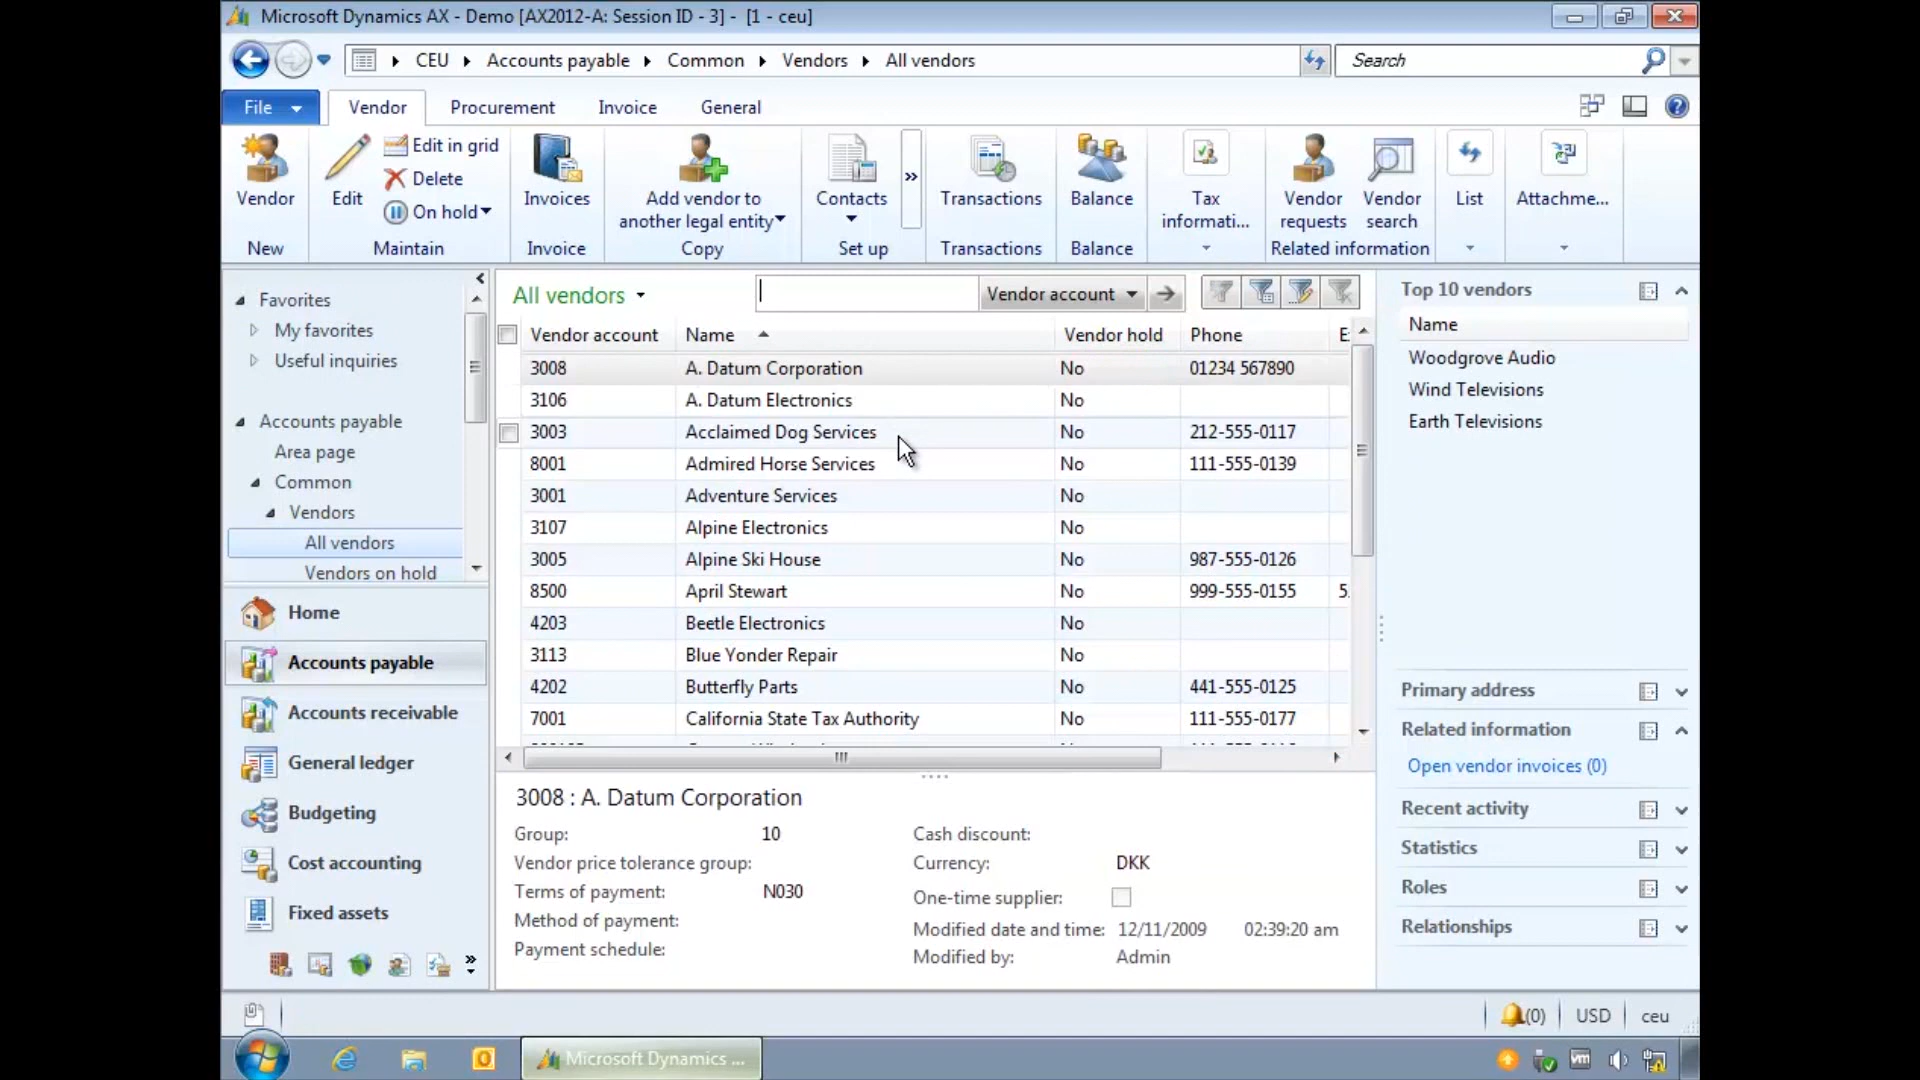 Microsoft Dynamics AX - Demo [AX2012-A: Session ID - 3] - [1 - ceu]
CEU Accounts payable Common Vendors All vendors Search
File Vendor Procurement Invoice General
Vendor
New
Edit
Edit in grid
Delete
On hold
Maintain
Invoices
Invoice
Add vendor to
another legal entity
Copy
Contacts
Set up
Transactions
Transactions
Balance
Balance
Tax
informati...
Vendor
requests
Vendor
search
Related information
List
Attachme...
Favorites
My favorites
Useful inquiries
Accounts payable
Area page
Common
Vendors
All vendors
Vendors on hold
Home
Accounts payable
Accounts receivable
General ledger
Budgeting
Cost accounting
Fixed assets
All vendors Vendor account
Vendor account Name Vendor hold Phone
3008 A. Datum Corporation No 01234 567890
3106 A. Datum Electronics No
3003 Acclaimed Dog Services No 212-555-0117
8001 Admired Horse Services No 111-555-0139
3001 Adventure Services No
3107 Alpine Electronics No
3005 Alpine Ski House No 987-555-0126
8500 April Stewart No 999-555-0155
4203 Beetle Electronics No
3113 Blue Yonder Repair No
4202 Butterfly Parts No 441-555-0125
7001 California State Tax Authority No 111-555-0177
3008 : A. Datum Corporation
Group: 10
Vendor price tolerance group:
Terms of payment: N030
Method of payment:
Payment schedule:
Cash discount:
Currency: DKK
One-time supplier:
Modified date and time: 12/11/2009 02:39:20 am
Modified by: Admin
Top 10 vendors
Name
Woodgrove Audio
Wind Televisions
Earth Televisions
Primary address
Related information
Open vendor invoices (0)
Recent activity
Statistics
Roles
Relationships
(0) USD ceu
Microsoft Dynamics ...